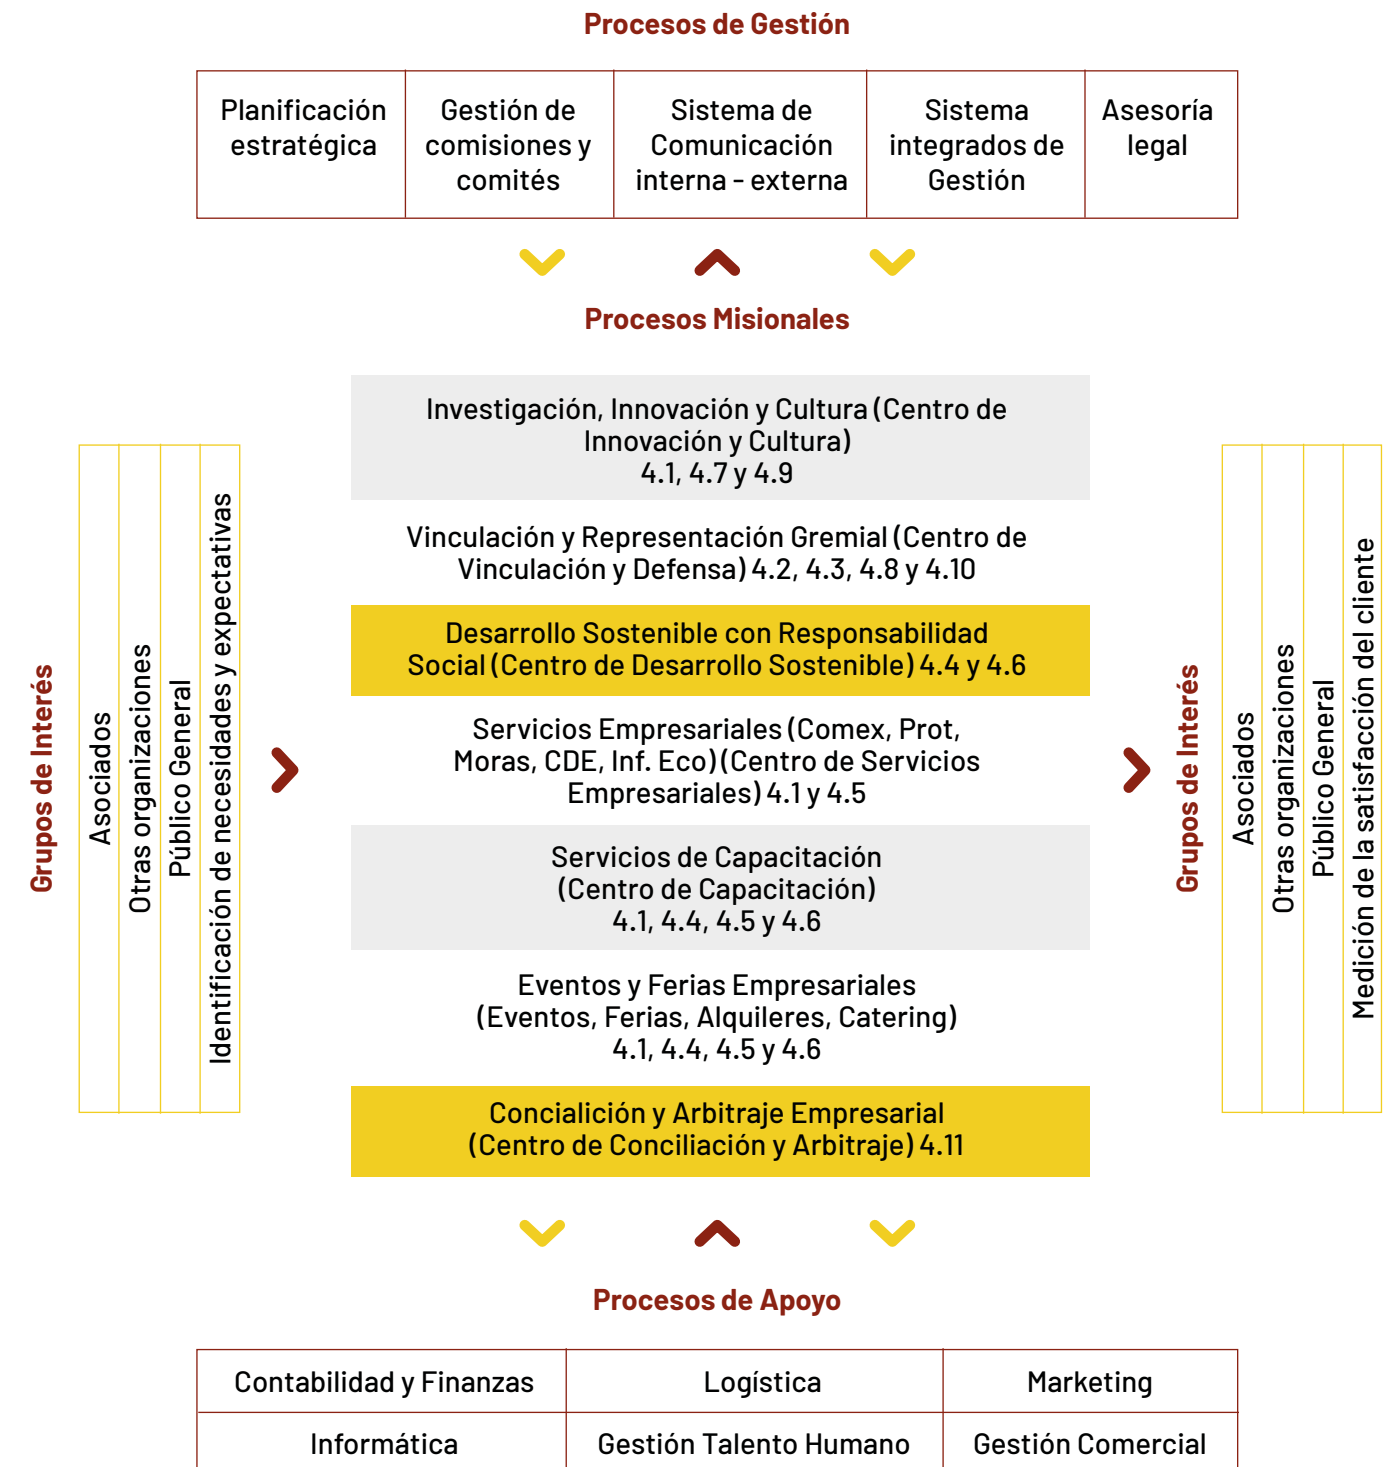 Procesos de Gestión
Planificación
estratégica
Gestión de
comisiones y
comités
Sistema de
Comunicación
interna - externa
Sistema
integrados de
Gestión
Asesoría
legal
Procesos Misionales
Grupos de Interés
Asociados
Otras organizaciones
Público General
Identificación de necesidades y expectativas
Investigación, Innovación y Cultura (Centro de
Innovación y Cultura)
4.1, 4.7 y 4.9
Vinculación y Representación Gremial (Centro de
Vinculación y Defensa) 4.2, 4.3, 4.8 y 4.10
Desarrollo Sostenible con Responsabilidad
Social (Centro de Desarrollo Sostenible) 4.4 y 4.6
Servicios Empresariales (Comex, Prot,
Moras, CDE, Inf. Eco) (Centro de Servicios
Empresariales) 4.1 y 4.5
Servicios de Capacitación
(Centro de Capacitación)
4.1, 4.4, 4.5 y 4.6
Eventos y Ferias Empresariales
(Eventos, Ferias, Alquileres, Catering)
4.1, 4.4, 4.5 y 4.6
Concialición y Arbitraje Empresarial
(Centro de Conciliación y Arbitraje) 4.11
Grupos de Interés
Asociados
Otras organizaciones
Público General
Medición de la satisfacción del cliente
Procesos de Apoyo
Contabilidad y Finanzas
Logística
Marketing
Informática
Gestión Talento Humano
Gestión Comercial